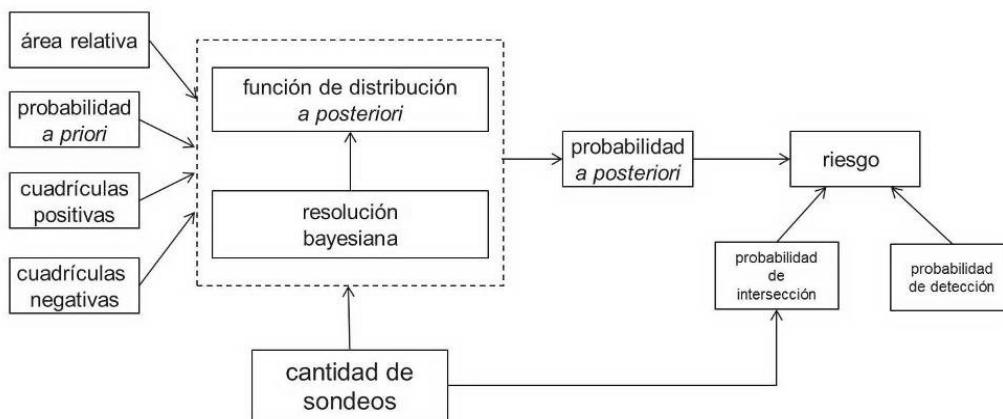 área relativa
probabilidad
a priori
cuadrículas
positivas
cuadrículas
negativas
función de distribución
a posteriori
resolución
bayesiana
probabilidad
a posteriori
riesgo
probabilidad
de
intersección
probabilidad
de detección
cantidad de
sondeos